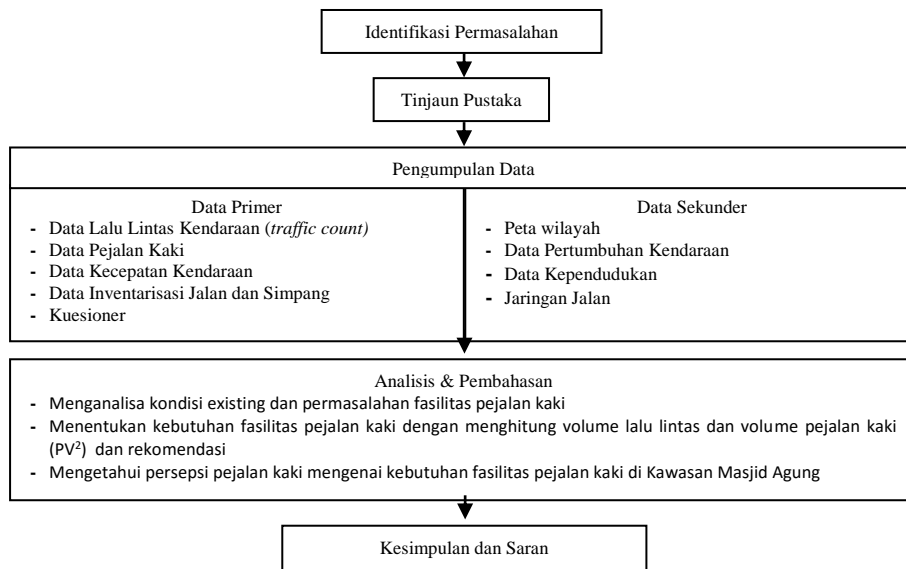 Identifikasi Permasalahan
Tinjaun Pustaka
Pengumpulan Data
Data Primer
- Data Lalu Lintas Kendaraan (traffic count)
- Data Pejalan Kaki
- Data Kecepatan Kendaraan
- Data Inventarisasi Jalan dan Simpang
- Kuesioner
Data Sekunder
- Peta wilayah
- Data Pertumbuhan Kendaraan
- Data Kependudukan
- Jaringan Jalan
Analisis & Pembahasan
- Menganalisa kondisi existing dan permasalahan fasilitas pejalan kaki
- Menentukan kebutuhan fasilitas pejalan kaki dengan menghitung volume lalu lintas dan volume pejalan kaki
(PV²) dan rekomendasi
- Mengetahui persepsi pejalan kaki mengenai kebutuhan fasilitas pejalan kaki di Kawasan Masjid Agung
Kesimpulan dan Saran